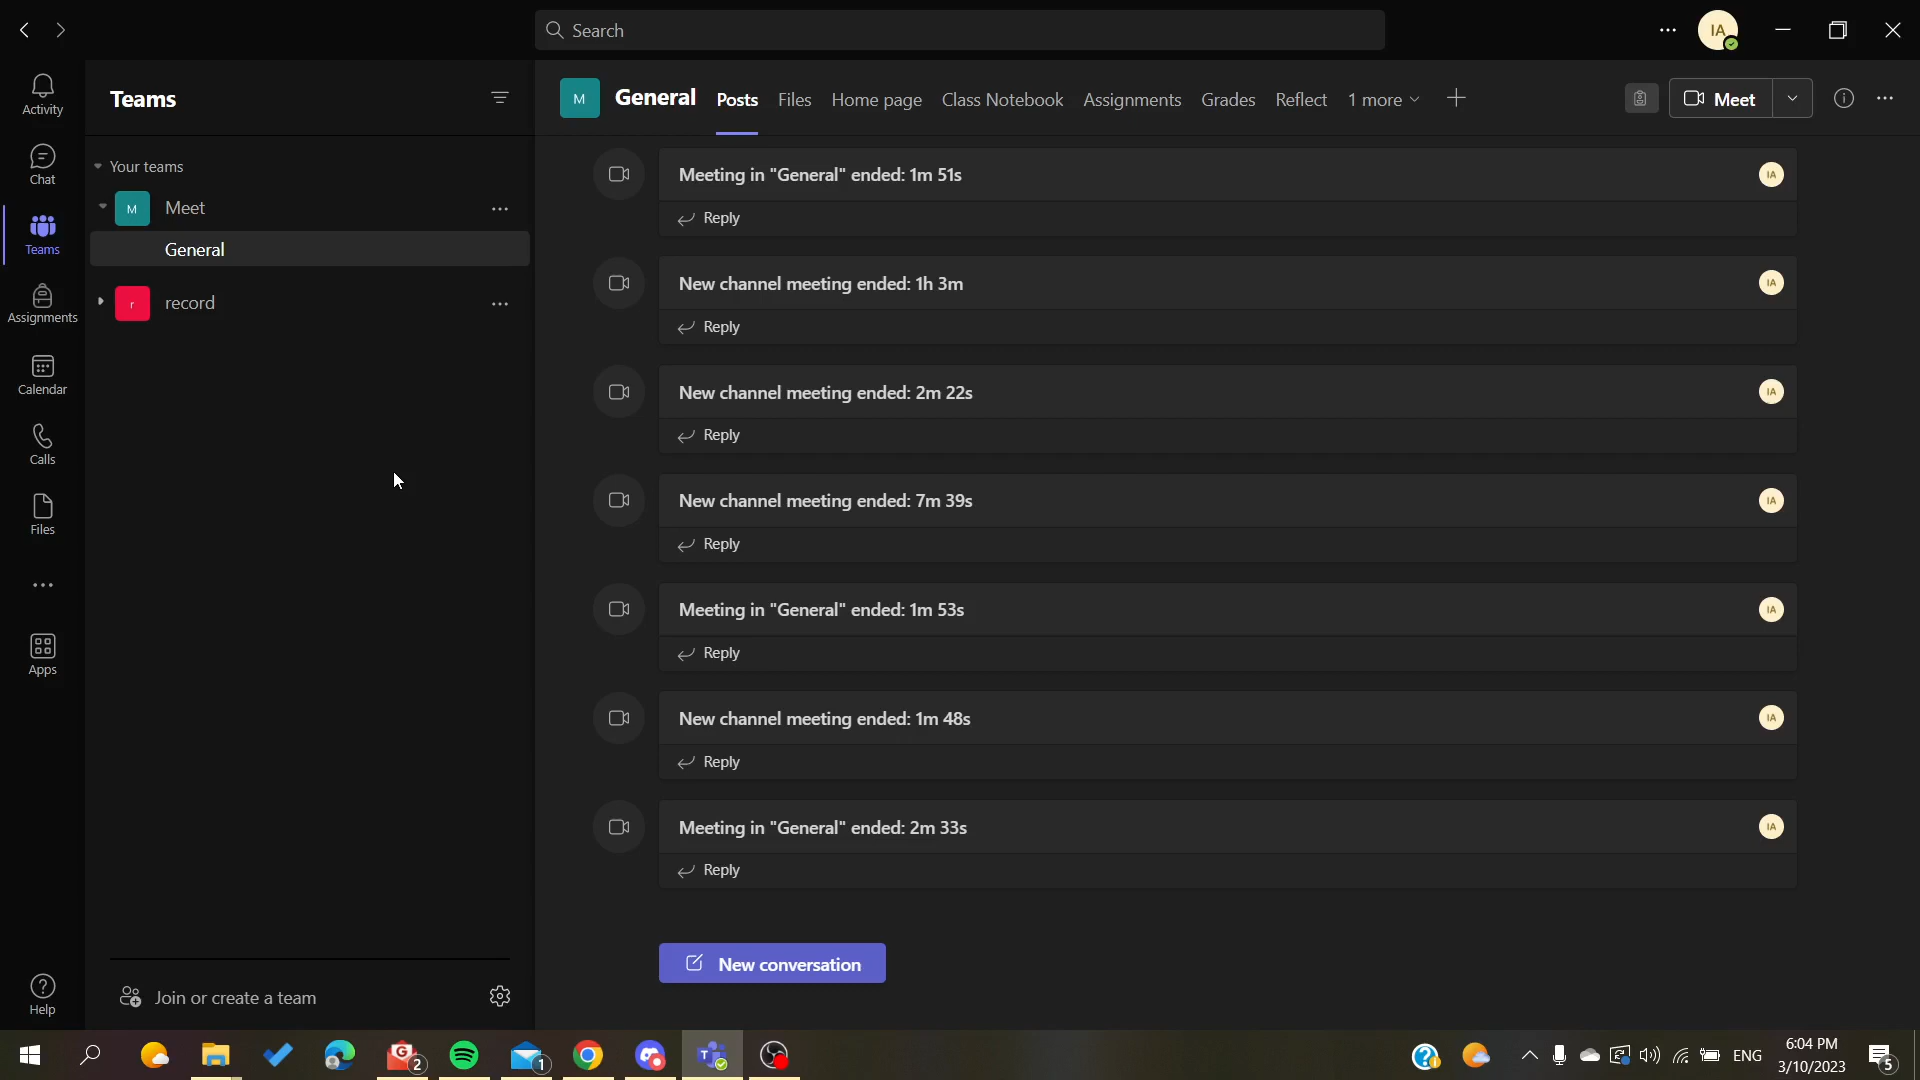 Search
IA
Activity
Chat
Teams
Assignments
Calendar
Calls
Files
Apps
Help
Teams
Your teams
M Meet
General
r record
Join or create a team
M General Posts Files Home page Class Notebook Assignments Grades Reflect 1 more
Meet
Meeting in "General" ended: 1m 51s
IA
Reply
New channel meeting ended: 1h 3m
IA
Reply
New channel meeting ended: 2m 22s
IA
Reply
New channel meeting ended: 7m 39s
IA
Reply
Meeting in "General" ended: 1m 53s
IA
Reply
New channel meeting ended: 1m 48s
IA
Reply
Meeting in "General" ended: 2m 33s
IA
Reply
New conversation
G 2
1
T
ENG
6:04 PM
3/10/2023
5